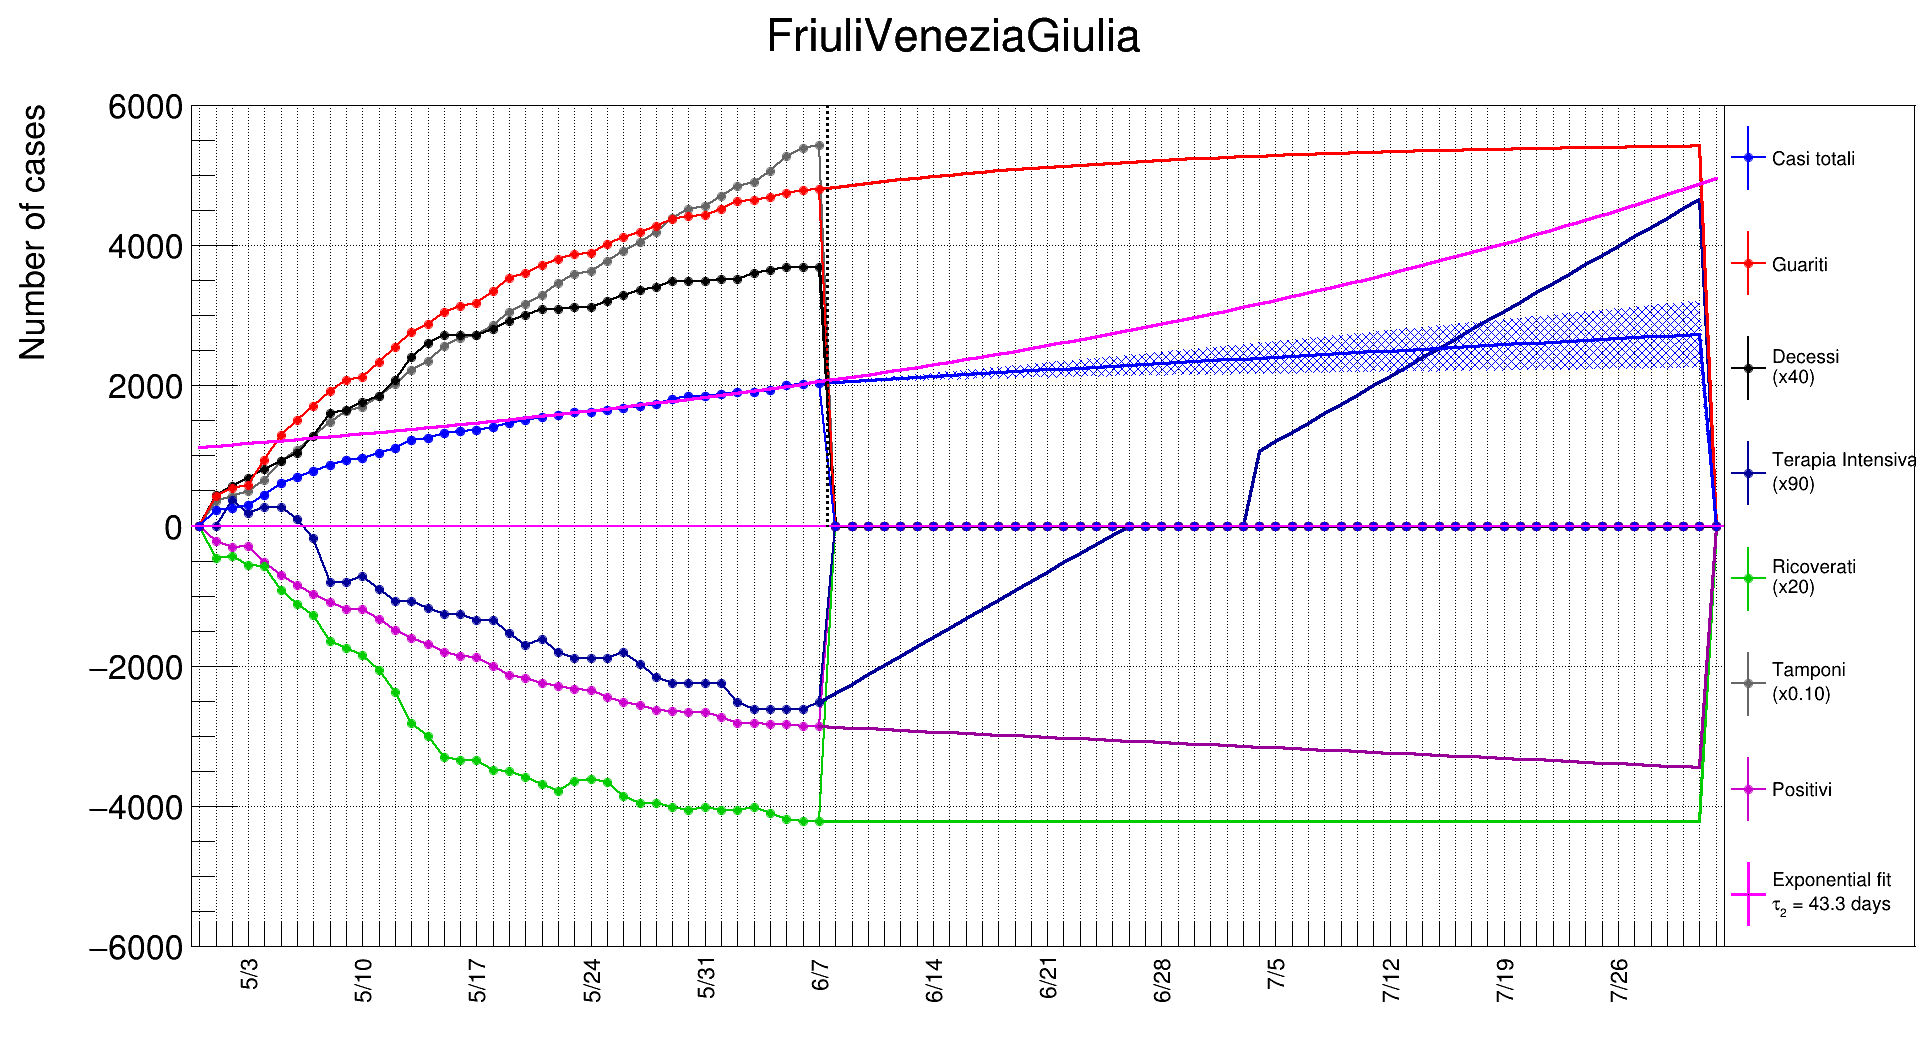 FriuliVeneziaGiulia
Number of cases
6000
4000
2000
0
−2000
−4000
−6000
5/3
5/10
5/17
5/24
5/31
6/7
6/14
6/21
6/28
7/5
7/12
7/19
7/26
Casi totali
Guariti
Decessi
(x40)
Terapia Intensiva
(x90)
Ricoverati
(x20)
Tamponi
(x0.10)
Positivi
Exponential fit
τ2 = 43.3 days